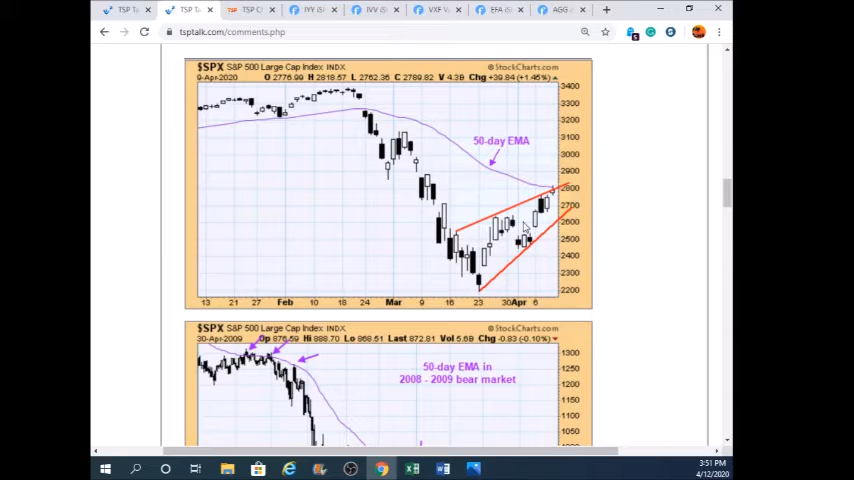 TSP Ta
TSP Ta
TSP Cl
IYY iS
IVV iS
VXF V
EFA iS
AGG
tsptalk.com/comments.php
$SPX S&P 500 Large Cap Index INDX
© StockCharts.com
9-Apr-2020 O 2776.99 H 2818.57 L 2762.36 C 2789.82 V 4.3B Chg +39.84 (+1.45%)
3400
3300
3200
3100
50-day EMA
3000
2900
2800
2700
2600
2500
2400
2300
2200
13 21 27 Feb 10 18 24 Mar 9 16 23 30 Apr 6
$SPX S&P 500 Large Cap Index INDX
© StockCharts.com
30-Apr-2009 Op 876.59 Hi 888.70 Lo 868.51 Last 872.81 Vol 5.6B Chg -0.83 (-0.10%)
1300
50-day EMA in
1250
2008 - 2009 bear market
1200
1150
1100
1050
3:51 PM
4/12/2020